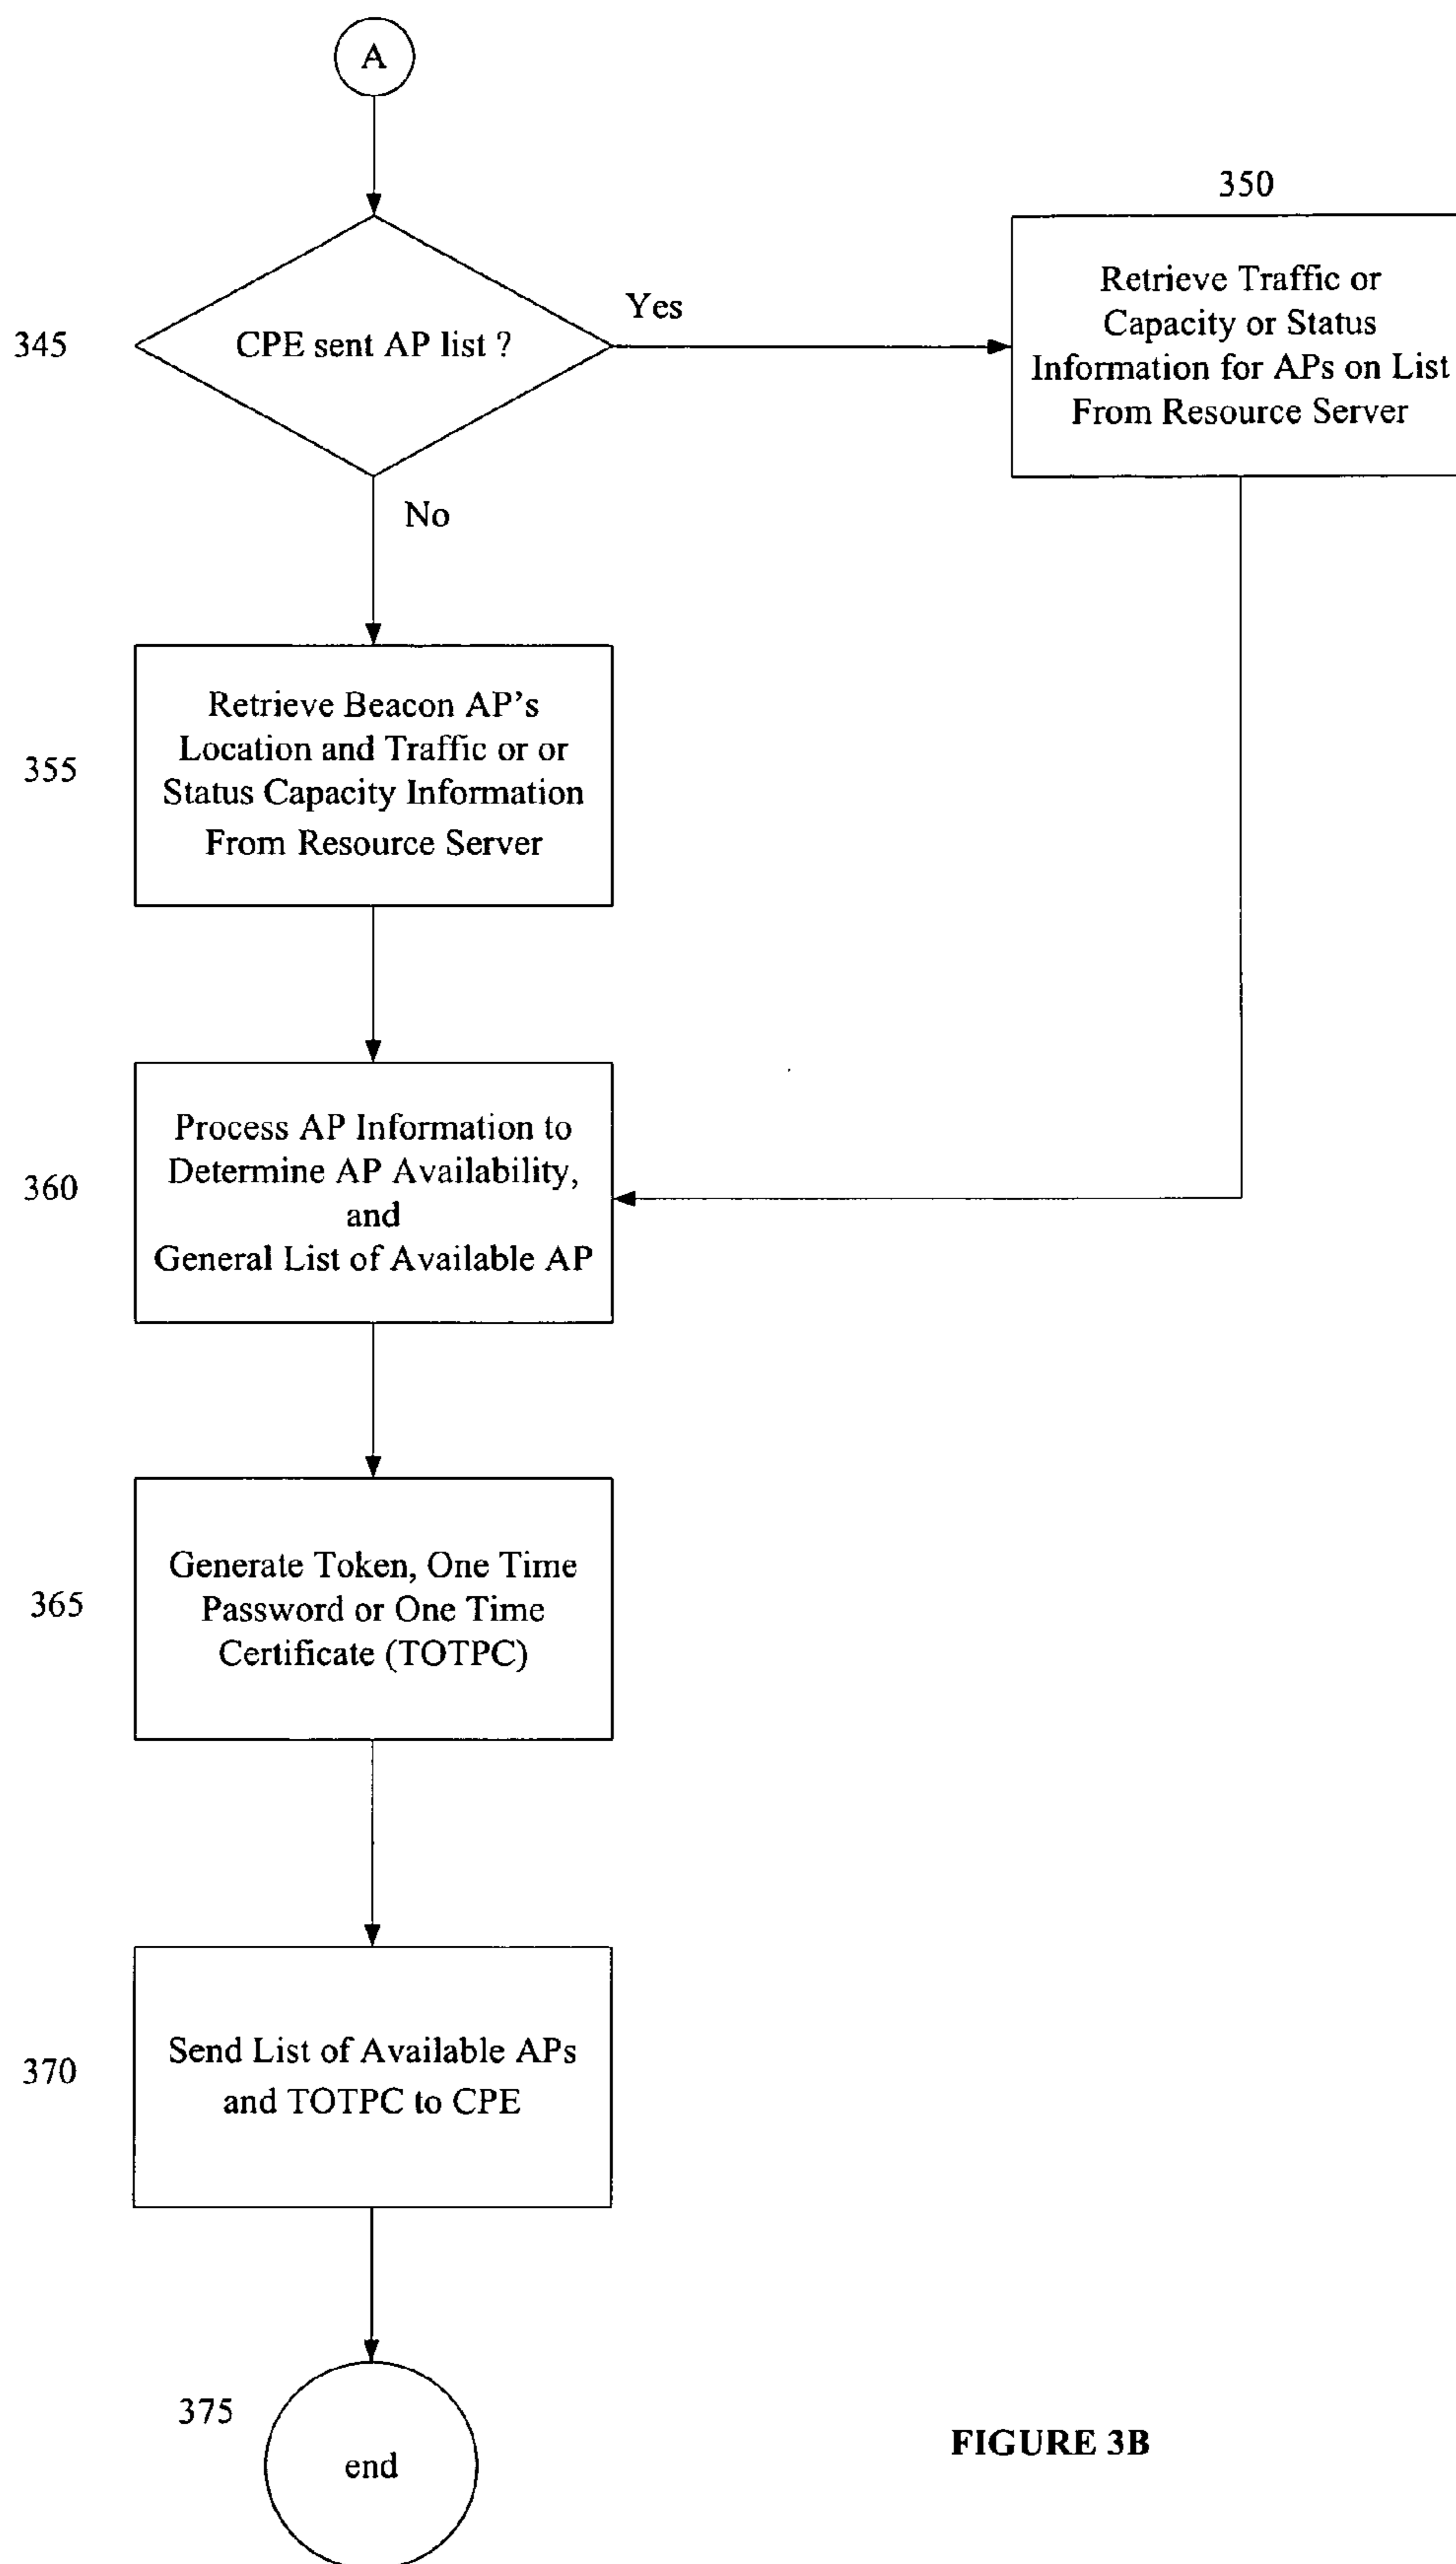 A
350
Retrieve Traffic or
Capacity or Status
Information for APs on List
From Resource Server
345
CPE sent AP list ?
Yes
No
355
Retrieve Beacon AP's
Location and Traffic or or
Status Capacity Information
From Resource Server
360
Process AP Information to
Determine AP Availability,
and
General List of Available AP
365
Generate Token, One Time
Password or One Time
Certificate (TOTPC)
370
Send List of Available APs
and TOTPC to CPE
375
end
FIGURE 3B